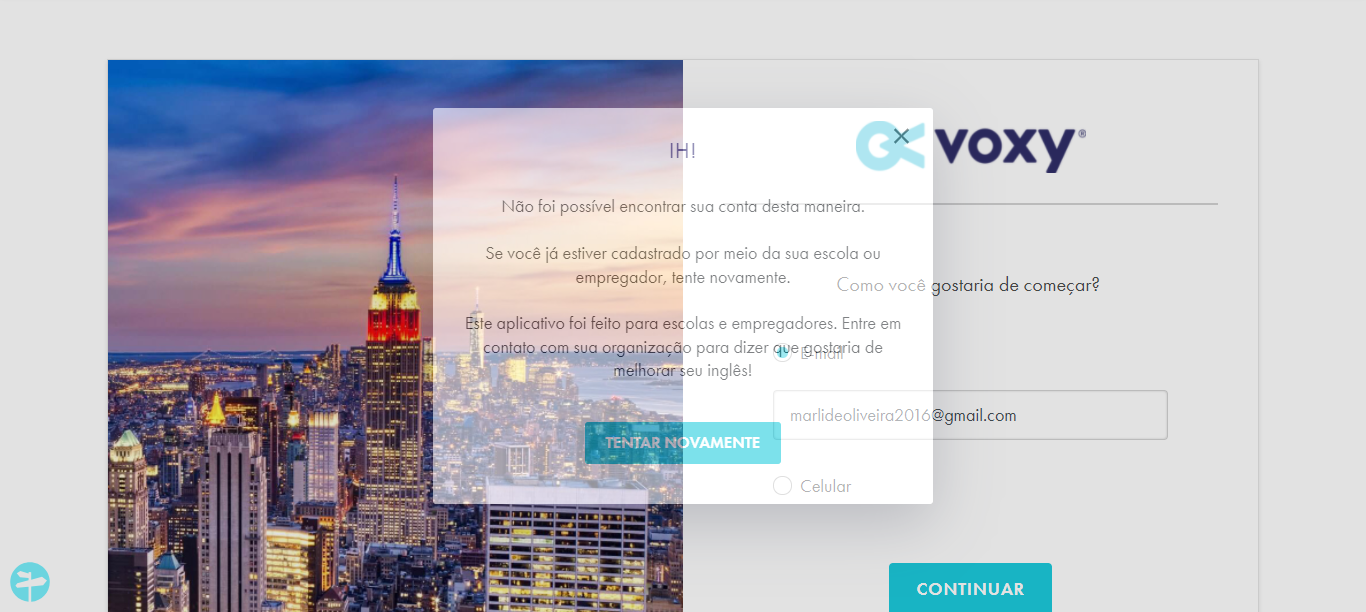 voxy®
IH!
Não foi possível encontrar sua conta desta maneira.
Se você já estiver cadastrado por meio da sua escola ou
empregador, tente novamente.
Como você gostaria de começar?
Este aplicativo foi feito para escolas e empregadores. Entre em
contato com sua organização para dizer que gostaria de
melhorar seu inglês!
E-mail
marlideoliveira2016@gmail.com
TENTAR NOVAMENTE
Celular
CONTINUAR